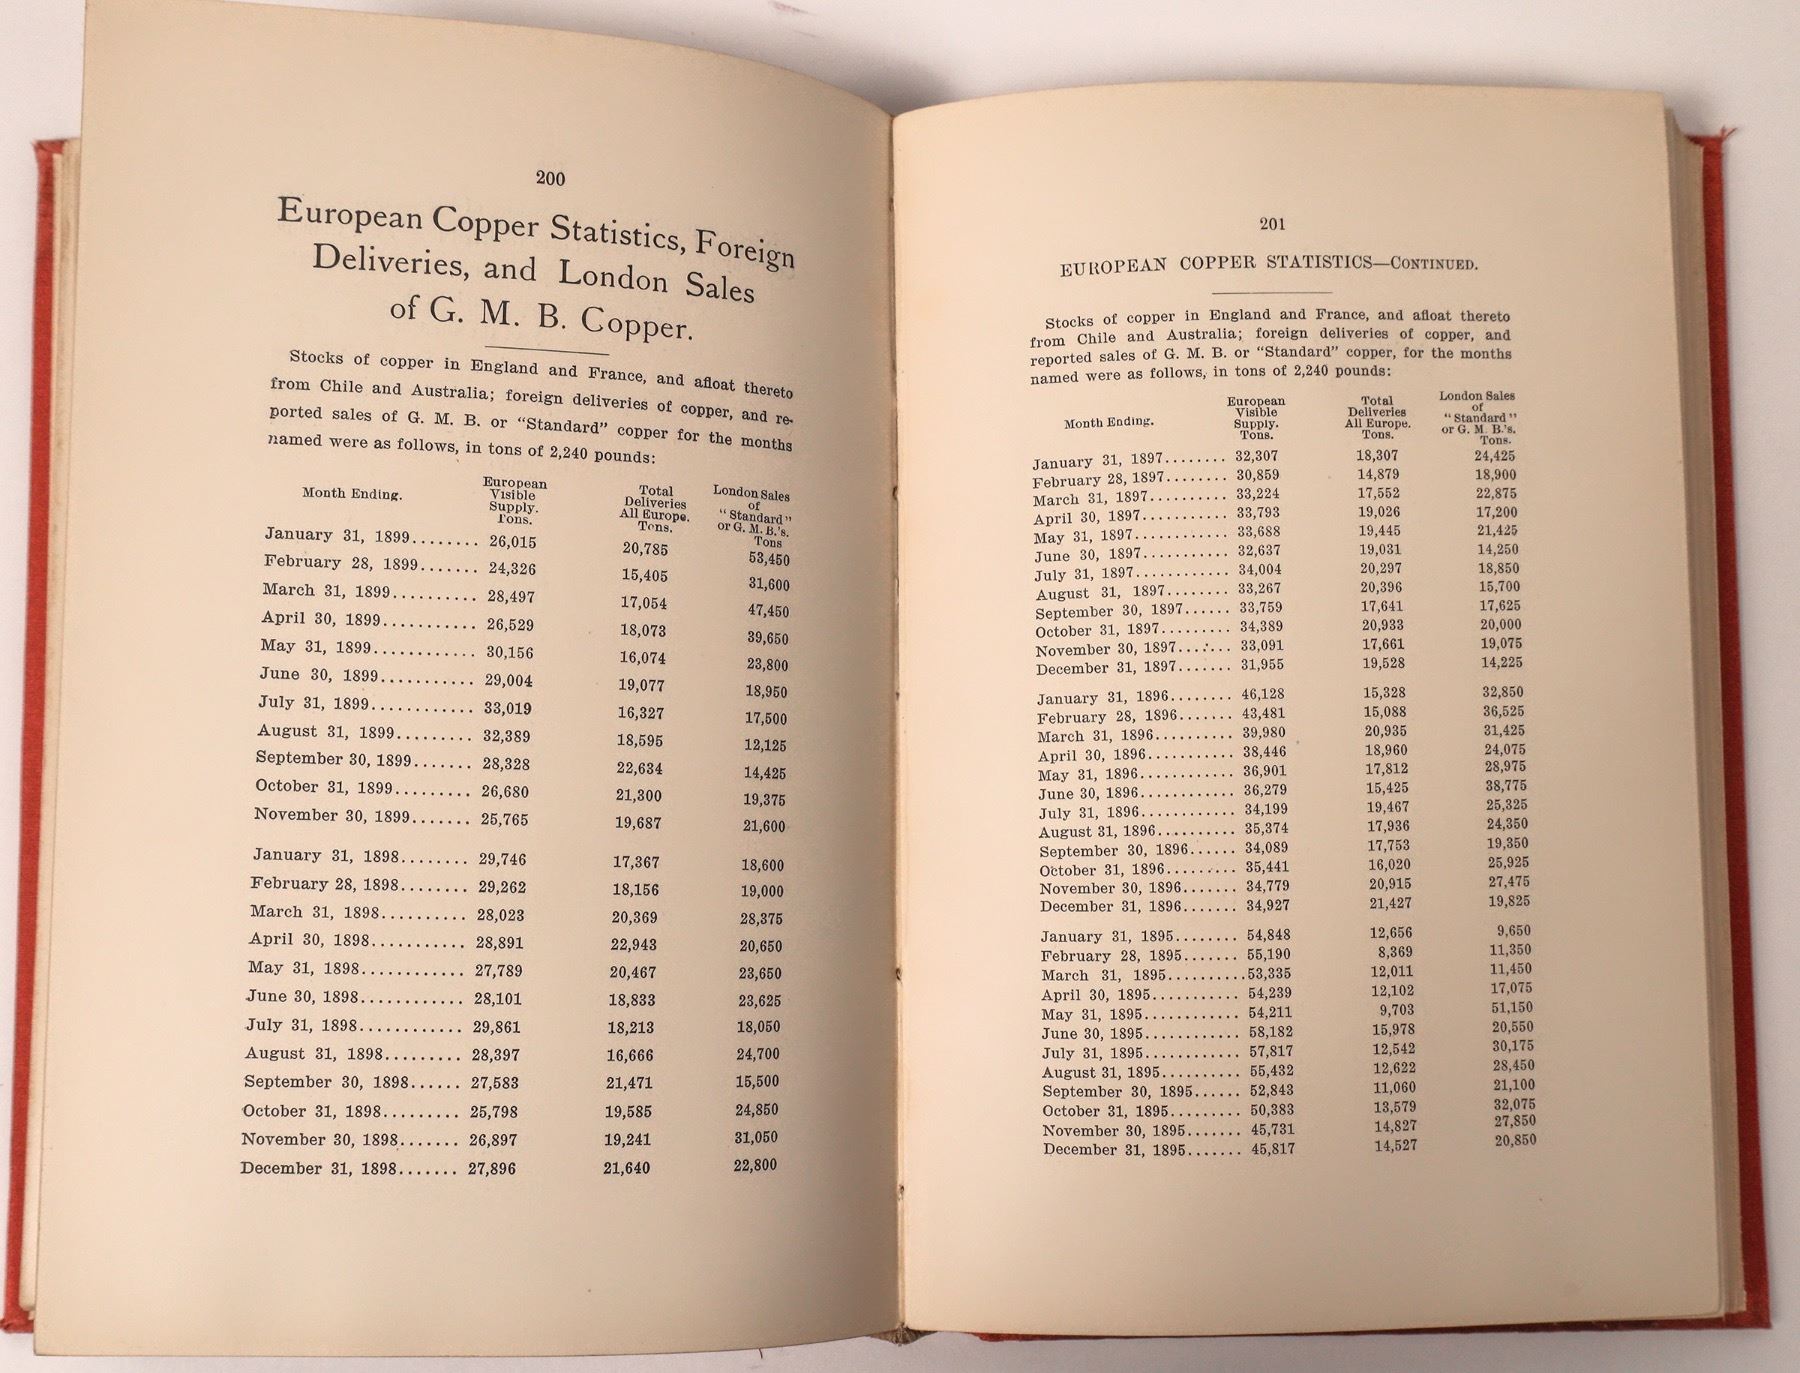 200
European Copper Statistics, Foreign
Deliveries, and London Sales
of G. M. B. Copper.
Stocks of copper in England and France, and afloat thereto
from Chile and Australia; foreign deliveries of copper, and re-
ported sales of G. M. B. or "Standard" copper for the months
named were as follows, in tons of 2,240 pounds:
Month Ending. European Visible Supply. Tons. Total Deliveries All Europe. Tons. London Sales of "Standard" or G. M. B.'s. Tons
January 31, 1899........ 26,015 20,785 53,450
February 28, 1899....... 24,326 15,405 31,600
March 31, 1899.......... 28,497 17,054 47,450
April 30, 1899........... 26,529 18,073 39,650
May 31, 1899............ 30,156 16,074 23,800
June 30, 1899........... 29,004 19,077 18,950
July 31, 1899............ 33,019 16,327 17,500
August 31, 1899......... 32,389 18,595 12,125
September 30, 1899....... 28,328 22,634 14,425
October 31, 1899......... 26,680 21,300 19,375
November 30, 1899....... 25,765 19,687 21,600
January 31, 1898........ 29,746 17,367 18,600
February 28, 1898........ 29,262 18,156 19,000
March 31, 1898.......... 28,023 20,369 28,375
April 30, 1898........... 28,891 22,943 20,650
May 31, 1898............ 27,789 20,467 23,650
June 30, 1898............ 28,101 18,833 23,625
July 31, 1898............ 29,861 18,213 18,050
August 31, 1898......... 28,397 16,666 24,700
September 30, 1898...... 27,583 21,471 15,500
October 31, 1898......... 25,798 19,585 24,850
November 30, 1898....... 26,897 19,241 31,050
December 31, 1898....... 27,896 21,640 22,800
201
EUROPEAN COPPER STATISTICS—CONTINUED.
Stocks of copper in England and France, and afloat thereto
from Chile and Australia; foreign deliveries of copper, and
reported sales of G. M. B. or "Standard" copper, for the months
named were as follows, in tons of 2,240 pounds:
Month Ending. European Visible Supply. Tons. Total Deliveries All Europe. Tons. London Sales of "Standard" or G. M. B.'s. Tons.
January 31, 1897........ 32,307 18,307 24,425
February 28, 1897........ 30,859 14,879 18,900
March 31, 1897.......... 33,224 17,552 22,875
April 30, 1897........... 33,793 19,026 17,200
May 31, 1897............ 33,688 19,445 21,425
June 30, 1897........... 32,637 19,031 14,250
July 31, 1897............ 34,004 20,297 18,850
August 31, 1897......... 33,267 20,396 15,700
September 30, 1897...... 33,759 17,641 17,625
October 31, 1897......... 34,389 20,933 20,000
November 30, 1897....... 33,091 17,661 19,075
December 31, 1897....... 31,955 19,528 14,225
January 31, 1896........ 46,128 15,328 32,850
February 28, 1896....... 43,481 15,088 36,525
March 31, 1896.......... 39,980 20,935 31,425
April 30, 1896........... 38,446 18,960 24,075
May 31, 1896............ 36,901 17,812 28,975
June 30, 1896............ 36,279 15,425 38,775
July 31, 1896............ 34,199 19,467 25,325
August 31, 1896.......... 35,374 17,936 24,350
September 30, 1896...... 34,089 17,753 19,350
October 31, 1896......... 35,441 16,020 25,925
November 30, 1896....... 34,779 20,915 27,475
December 31, 1896....... 34,927 21,427 19,825
January 31, 1895........ 54,848 12,656 9,650
February 28, 1895....... 55,190 8,369 11,350
March 31, 1895..........53,335 12,011 11,450
April 30, 1895........... 54,239 12,102 17,075
May 31, 1895............ 54,211 9,703 51,150
June 30, 1895............ 58,182 15,978 20,550
July 31, 1895............ 57,817 12,542 30,175
August 31, 1895.......... 55,432 12,622 28,450
September 30, 1895...... 52,843 11,060 21,100
October 31, 1895......... 50,383 13,579 32,075
November 30, 1895....... 45,731 14,827 27,850
December 31, 1895....... 45,817 14,527 20,850